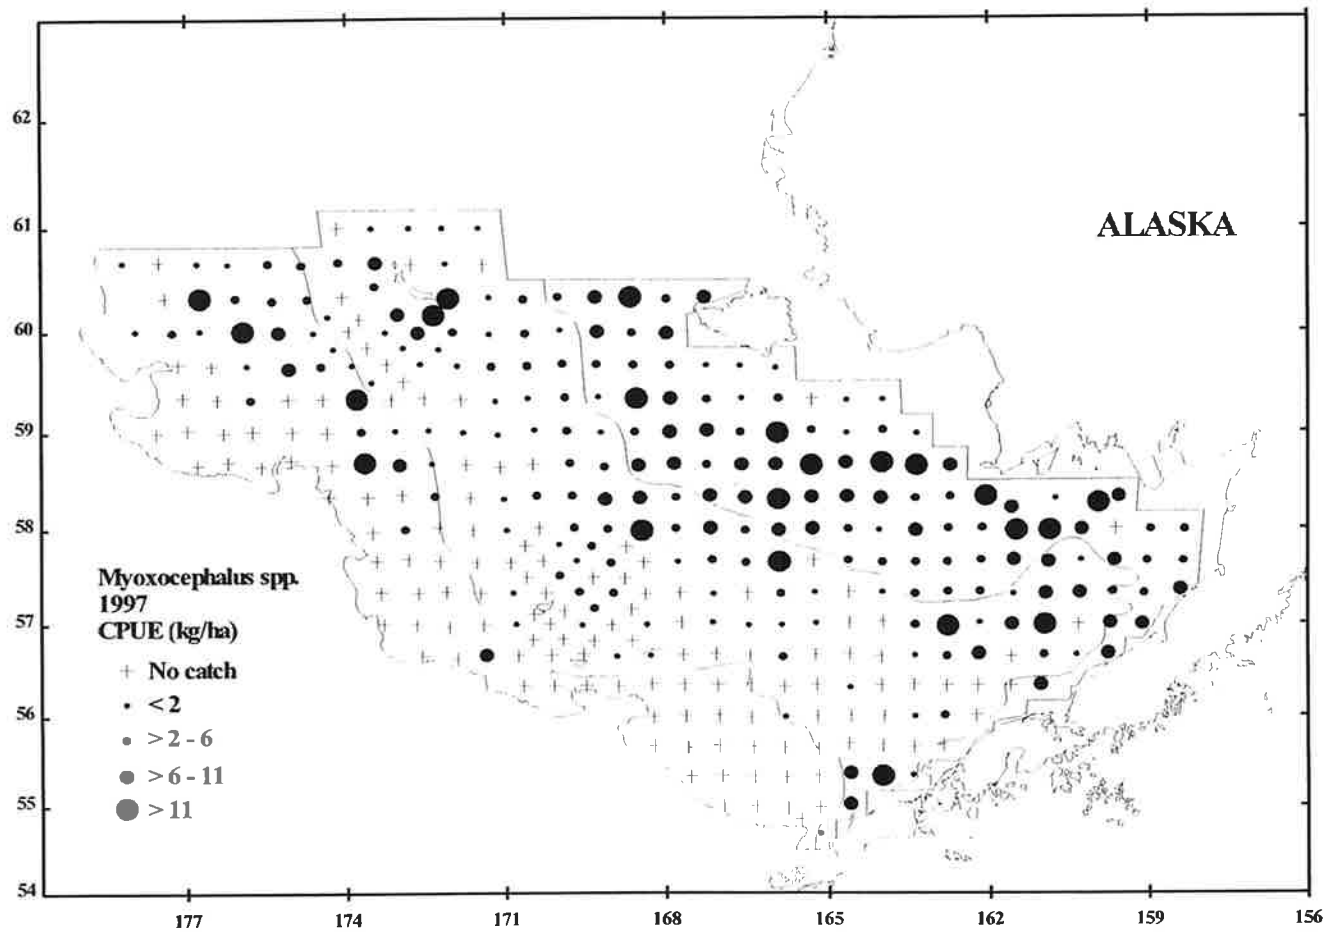 62
61
ALASKA
60
59
58
Myoxocephalus spp.
1997
57
CPUE (kg/ha)
No catch
< 2
56
> 2 - 6
> 6 - 11
> 11
55
54
177 174 171 168 165 162 159 156